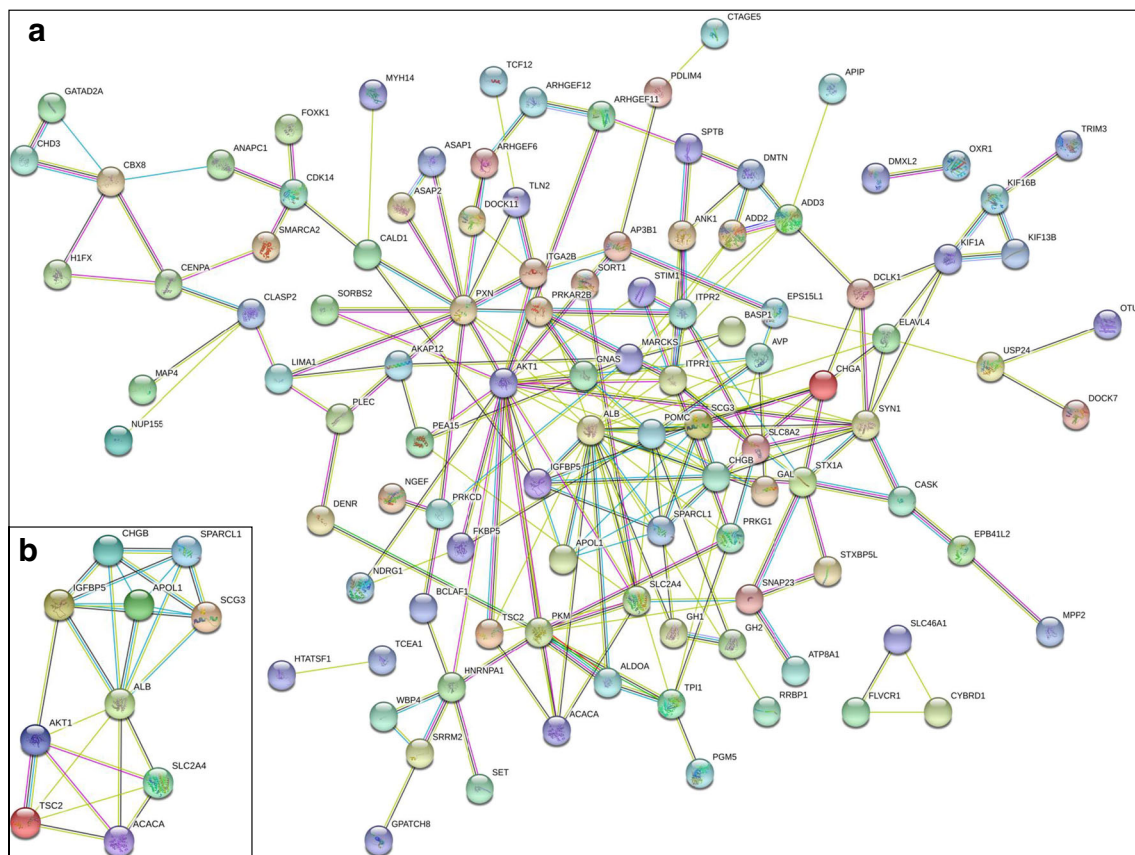 a
CTAGE5
PDLIM4
APIP
TCF12
MYH14
ARHGEF12
ARHGEF11
GATAD2A
FOXK1
CHD3
CBX8
ANAPC1
CDK14
ASAP1
ARHGEF6
SPTB
DMTN
TRIM3
DMXL2
OXR1
ASAP2
DOCK11
TLN2
KIF16B
SMARCA2
CALD1
ITGA2B
AP3B1
ANK1
ADD2
ADD3
H1FX
CENPA
SORT1
STIM1
KIF1A
KIF13B
DCLK1
CLASP2
SORBS2
PXN
PRKAR2B
ITPR2
EPS15L1
BASP1
OTU
ELAVL4
MARCKS
AVP
LIMA1
AKAP12
GNAS
ITPR1
USP24
AKT1
CHGA
MAP4
PLEC
DOCK7
NUP155
PEA15
ALB
POMC
SCG3
SYN1
SLC8A2
IGFBP5
CHGB
GAL
STX1A
NGEF
PRKCD
CASK
DENR
FKBP5
SPARCL1
PRKG1
APOL1
EPB41L2
NDRG1
STXBP5L
BCLAF1
SLC2A4
SNAP23
TSC2
PKM
GH1
GH2
MPP2
SLC46A1
TCEA1
HTATSF1
HNRNPA1
ALDOA
ATP8A1
TPI1
RRBP1
FLVCR1
CYBRD1
WBP4
ACACA
SRRM2
PGM5
SET
GPATCH8
b
CHGB
SPARCL1
IGFBP5
APOL1
SCG3
ALB
AKT1
SLC2A4
TSC2
ACACA